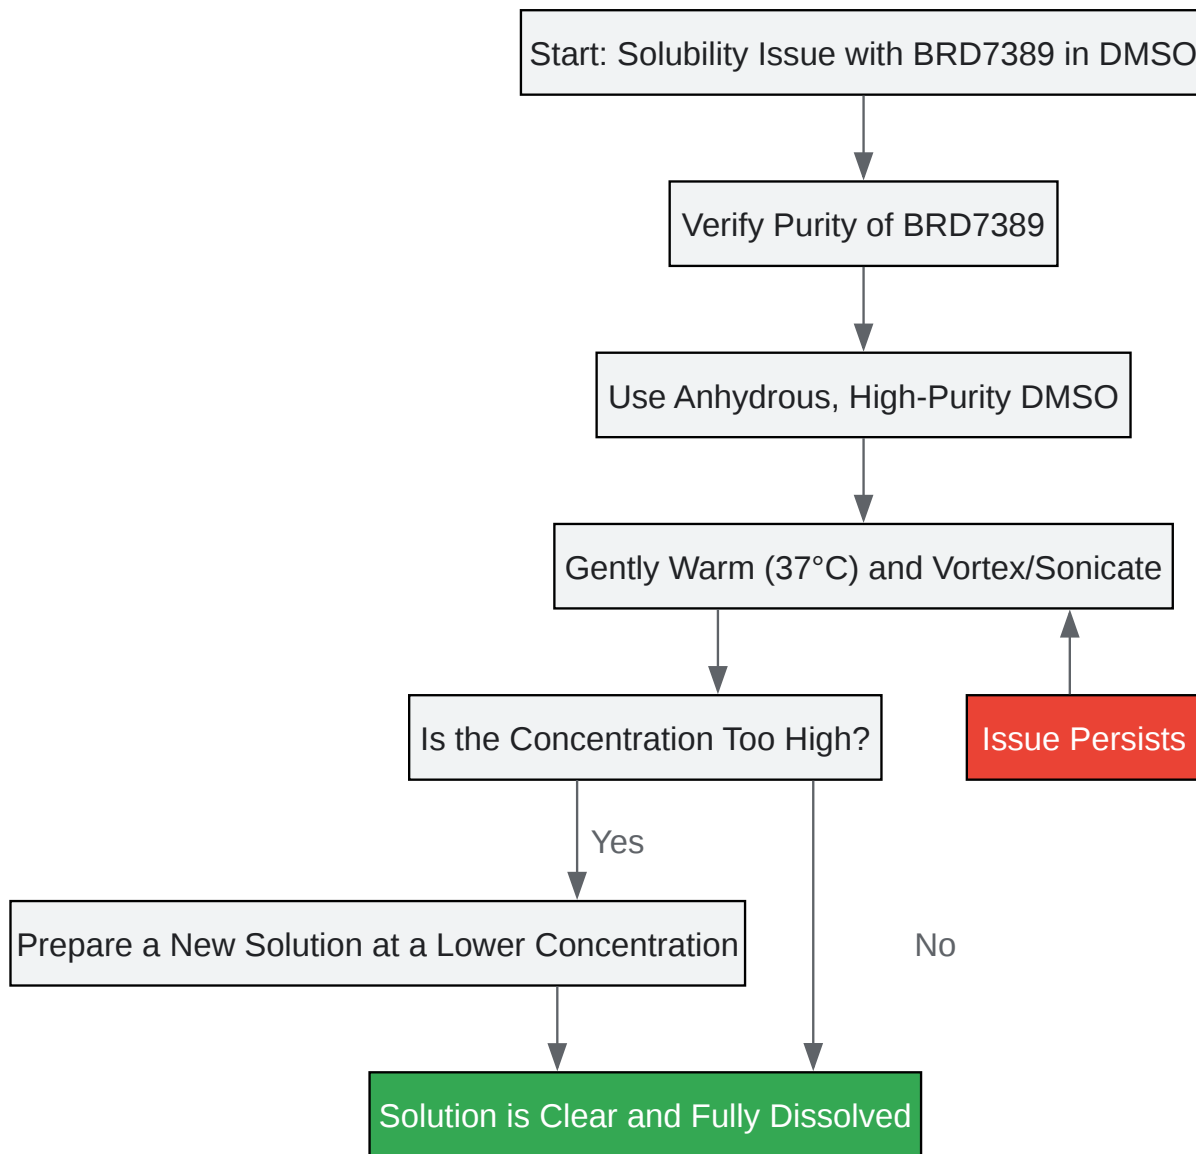 Start: Solubility Issue with BRD7389 in DMSO
Verify Purity of BRD7389
Use Anhydrous, High-Purity DMSO
Gently Warm (37°C) and Vortex/Sonicate
Is the Concentration Too High?
Issue Persists
Yes
Prepare a New Solution at a Lower Concentration
No
Solution is Clear and Fully Dissolved